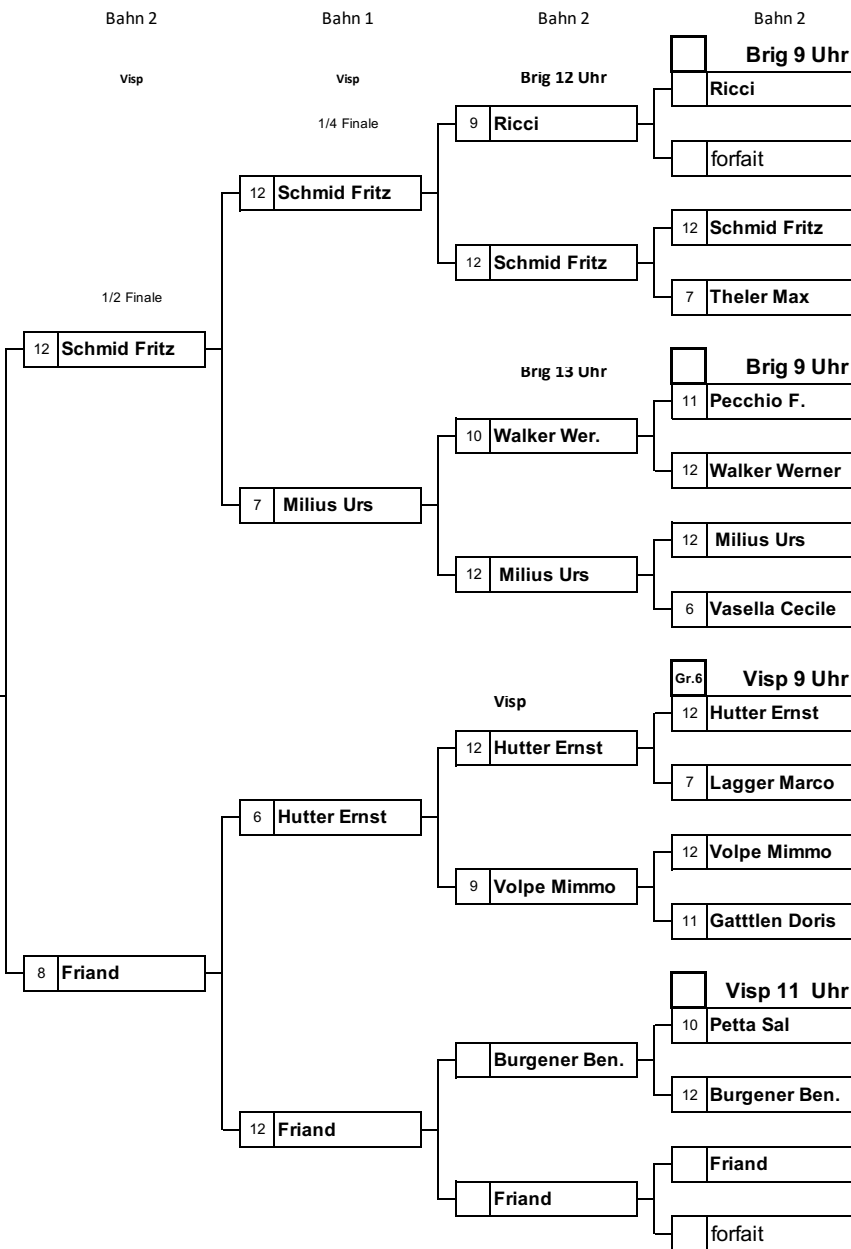 Bahn 2 Bahn 1 Bahn 2 Bahn 2
Brig 9 Uhr
Visp Visp Brig 12 Uhr
Ricci
1/4 Finale 9 Ricci
forfait
12 Schmid Fritz
12 Schmid Fritz
12 Schmid Fritz
1/2 Finale 7 Theler Max
12 Schmid Fritz
Brig 13 Uhr Brig 9 Uhr
11 Pecchio F.
10 Walker Wer.
12 Walker Werner
7 Milius Urs
12 Milius Urs
12 Milius Urs
6 Vasella Cecile
Gr.6 Visp 9 Uhr
Visp
12 Hutter Ernst
12 Hutter Ernst
7 Lagger Marco
6 Hutter Ernst
12 Volpe Mimmo
9 Volpe Mimmo
11 Gatttlen Doris
8 Friand
Visp 11 Uhr
10 Petta Sal
Burgener Ben.
12 Burgener Ben.
12 Friand
Friand
Friand
forfait